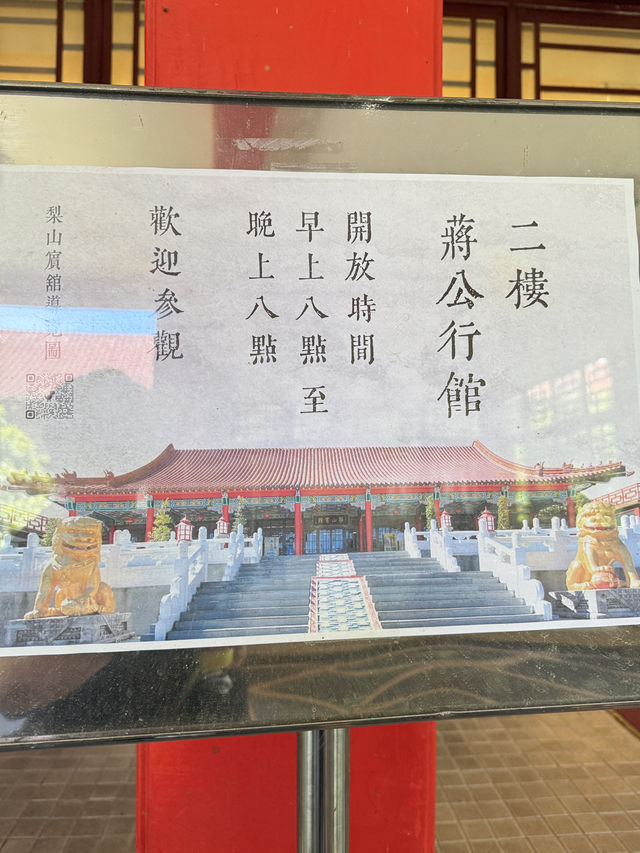 二樓
蔣公行館
開放時間
早上八點至
晚上八點
歡迎參觀
梨山賓館導覽地圖